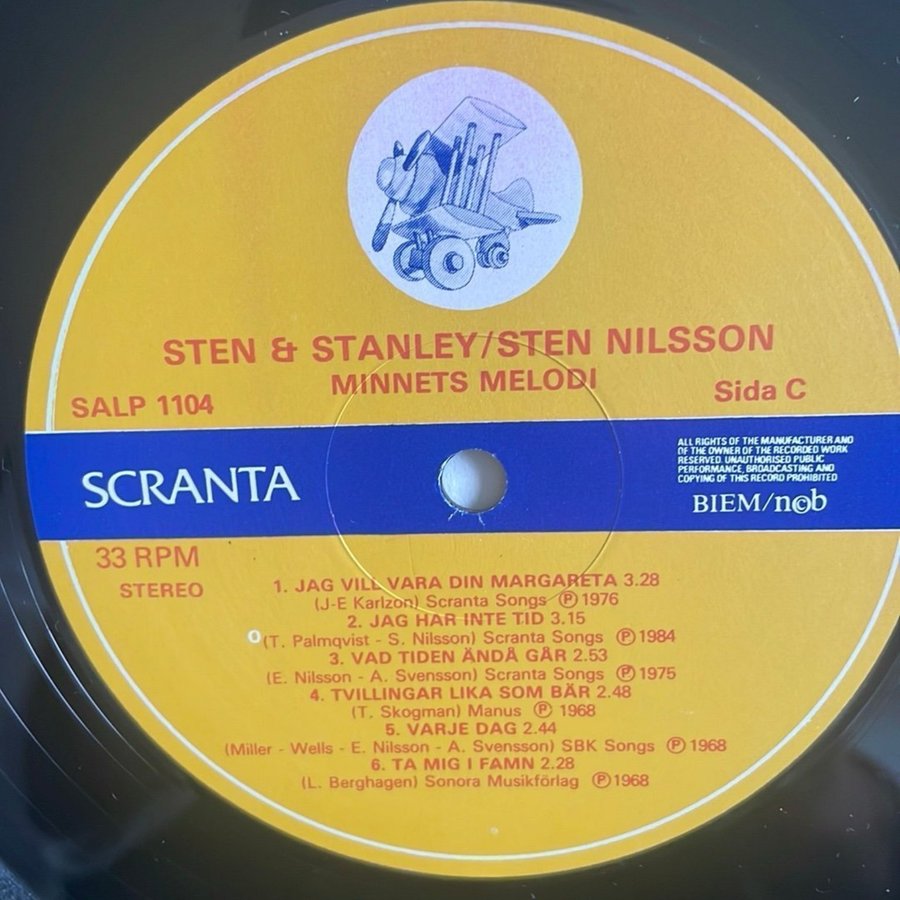 STEN & STANLEY/STEN NILSSON
MINNETS MELODI
SALP 1104
Sida C
SCRANTA
ALL RIGHTS OF THE MANUFACTURER AND
OF THE OWNER OF THE RECORDED WORK
RESERVED. UNAUTHORISED PUBLIC
PERFORMANCE, BROADCASTING AND
COPYING OF THIS RECORD PROHIBITED
BIEM/n©b
33 RPM
STEREO
1. JAG VILL VARA DIN MARGARETA 3.28
(J-E Karlzon) Scranta Songs ℗ 1976
2. JAG HAR INTE TID 3.15
(T. Palmqvist - S. Nilsson) Scranta Songs ℗ 1984
3. VAD TIDEN ÄNDÅ GÅR 2.53
(E. Nilsson - A. Svensson) Scranta Songs ℗ 1975
4. TVILLINGAR LIKA SOM BÄR 2.48
(T. Skogman) Manus ℗ 1968
5. VARJE DAG 2.44
(Miller - Wells - E. Nilsson - A. Svensson) SBK Songs ℗ 1968
6. TA MIG I FAMN 2.28
(L. Berghagen) Sonora Musikförlag ℗ 1968